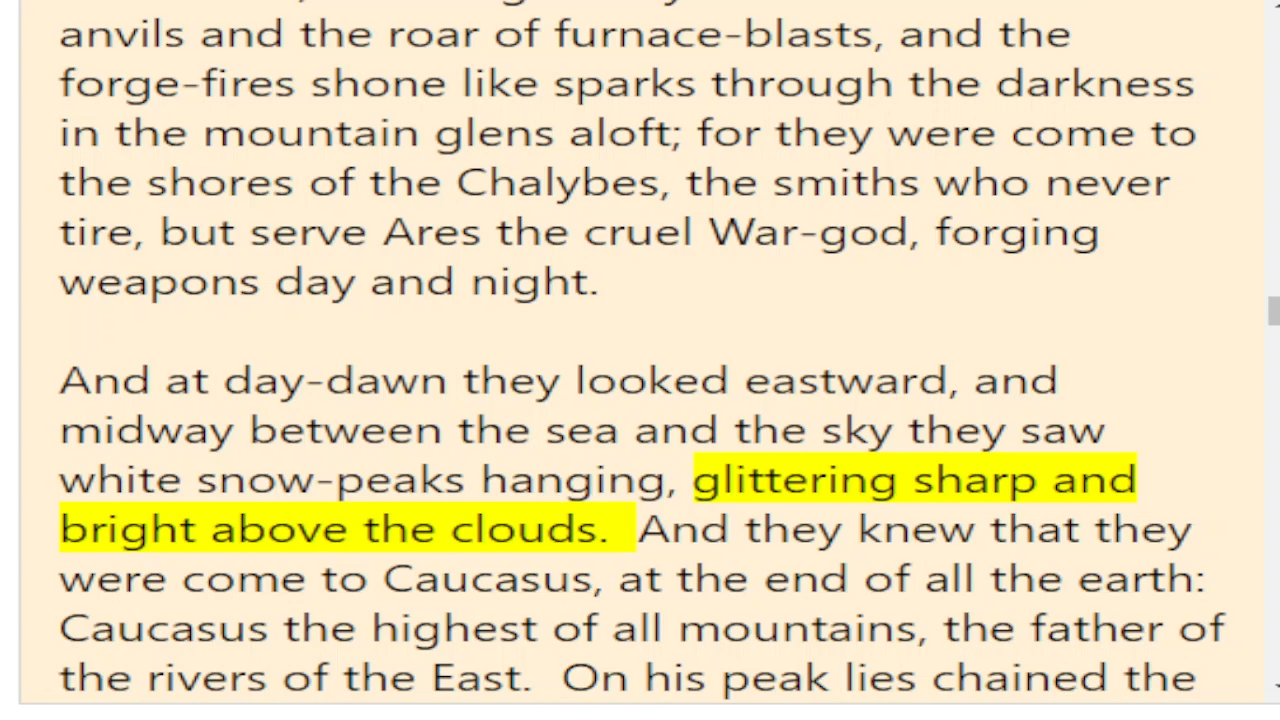 anvils and the roar of furnace-blasts, and the
forge-fires shone like sparks through the darkness
in the mountain glens aloft; for they were come to
the shores of the Chalybes, the smiths who never
tire, but serve Ares the cruel War-god, forging
weapons day and night.
And at day-dawn they looked eastward, and
midway between the sea and the sky they saw
white snow-peaks hanging, glittering sharp and
bright above the clouds.  And they knew that they
were come to Caucasus, at the end of all the earth:
Caucasus the highest of all mountains, the father of
the rivers of the East.  On his peak lies chained the